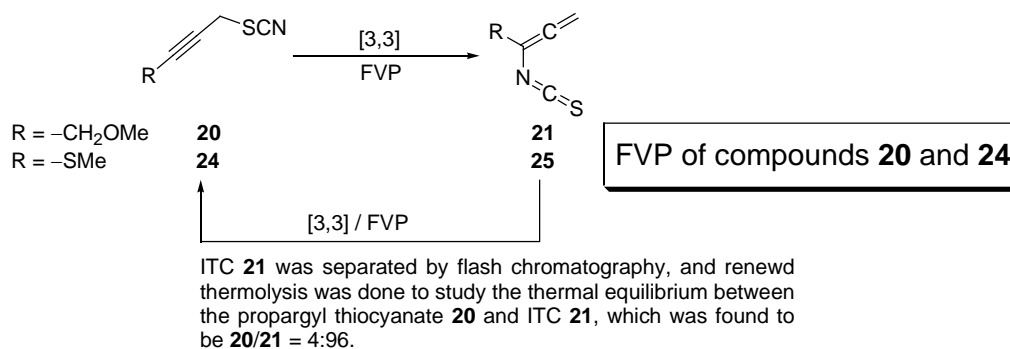 SCN
R
[3,3]
FVP
R
N
C
S
R = −CH2OMe 20 21
R = −SMe 24 25
FVP of compounds 20 and 24
[3,3] / FVP
ITC 21 was separated by flash chromatography, and renewd
thermolysis was done to study the thermal equilibrium between
the propargyl thiocyanate 20 and ITC 21, which was found to
be 20/21 = 4:96.